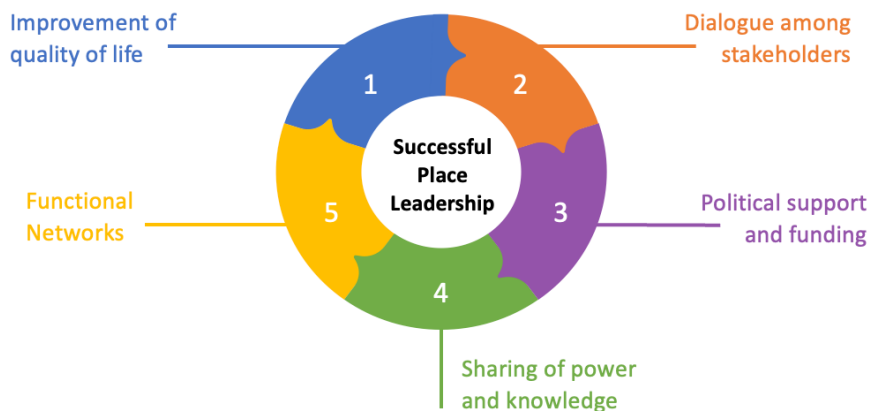 Improvement of
quality of life
Dialogue among
stakeholders
1
2
Successful
Place
Leadership
Functional
Networks
5
3
Political support
and funding
4
Sharing of power
and knowledge